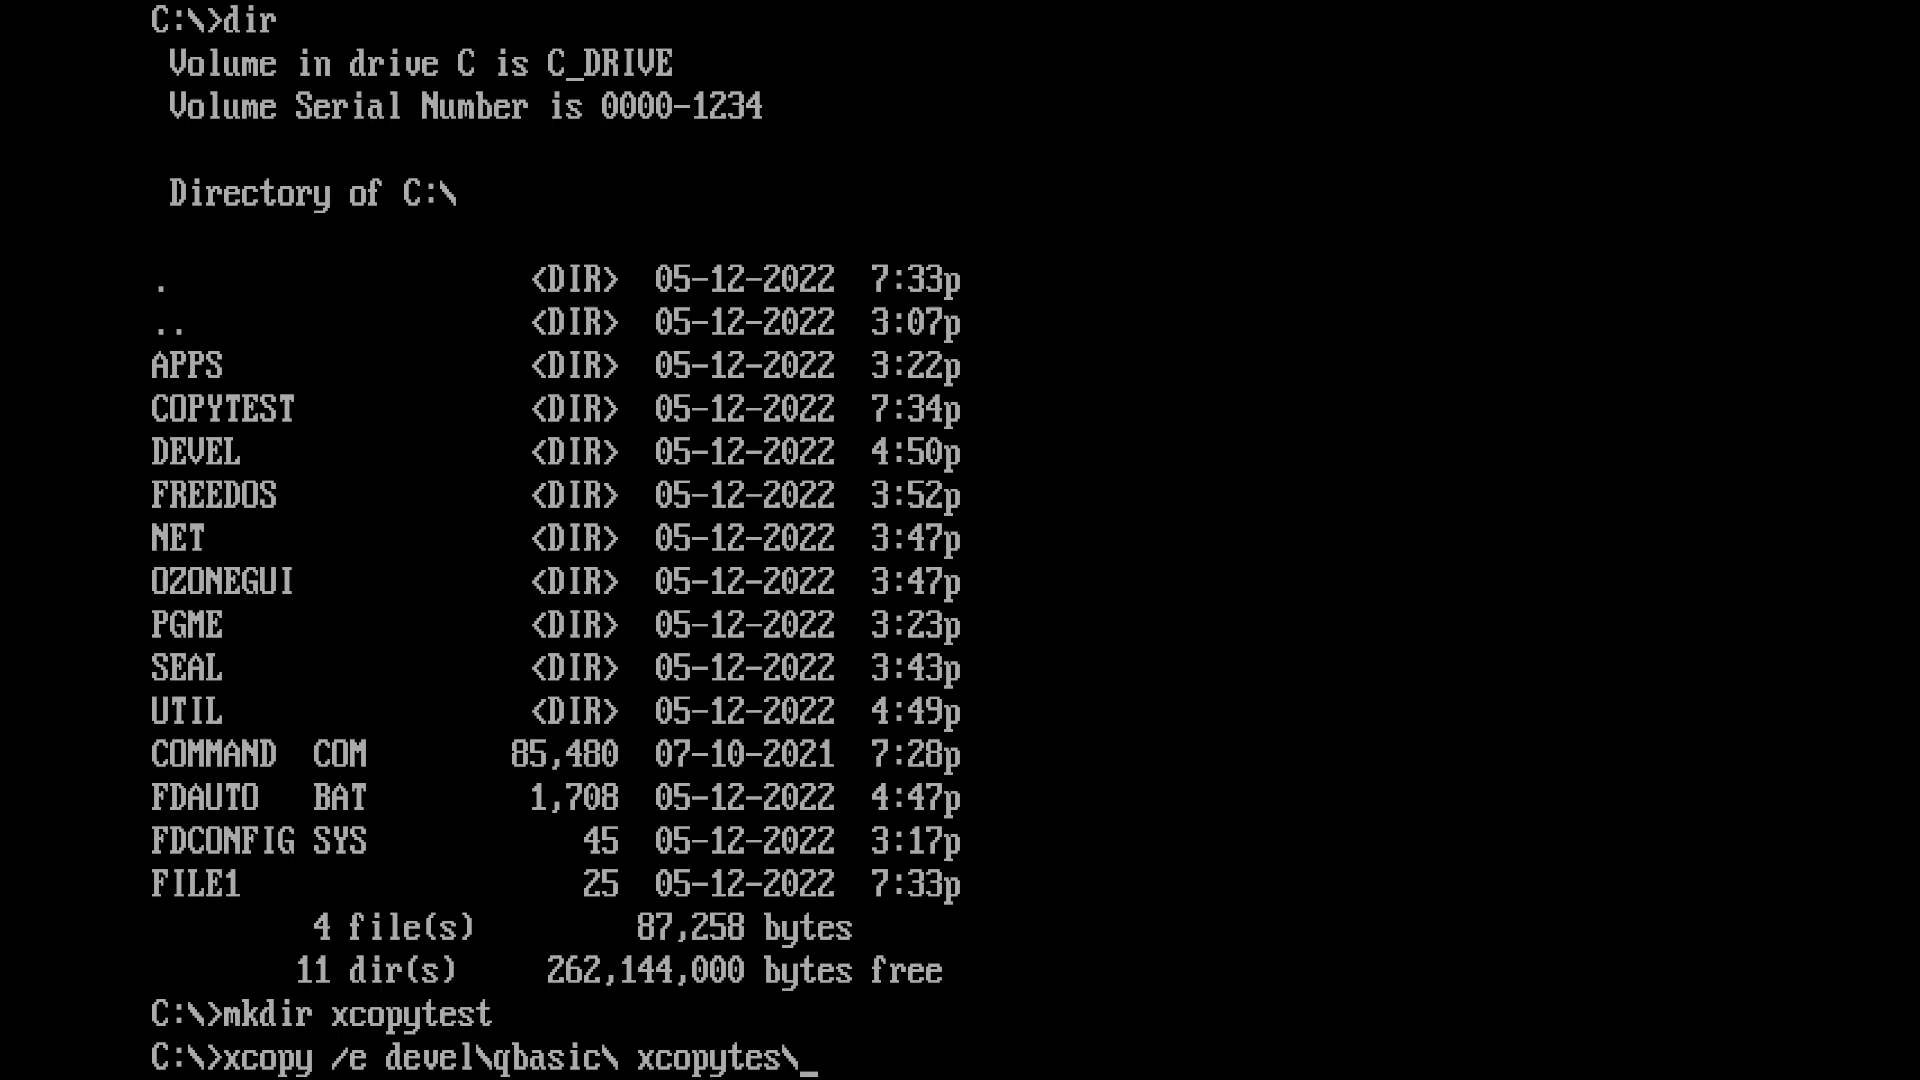 C:\>dir
Volume in drive C is C_DRIVE
Volume Serial Number is 0000-1234
Directory of C:\
. <DIR> 05-12-2022 7:33p
.. <DIR> 05-12-2022 3:07p
APPS <DIR> 05-12-2022 3:22p
COPYTEST <DIR> 05-12-2022 7:34p
DEVEL <DIR> 05-12-2022 4:50p
FREEDOS <DIR> 05-12-2022 3:52p
NET <DIR> 05-12-2022 3:47p
OZONEGUI <DIR> 05-12-2022 3:47p
PGME <DIR> 05-12-2022 3:23p
SEAL <DIR> 05-12-2022 3:43p
UTIL <DIR> 05-12-2022 4:49p
COMMAND COM 85,480 07-10-2021 7:28p
FDAUTO BAT 1,708 05-12-2022 4:47p
FDCONFIG SYS 45 05-12-2022 3:17p
FILE1 25 05-12-2022 7:33p
4 file(s) 87,258 bytes
11 dir(s) 262,144,000 bytes free
C:\>mkdir xcopytest
C:\>xcopy /e devel\qbasic\ xcopytes\_